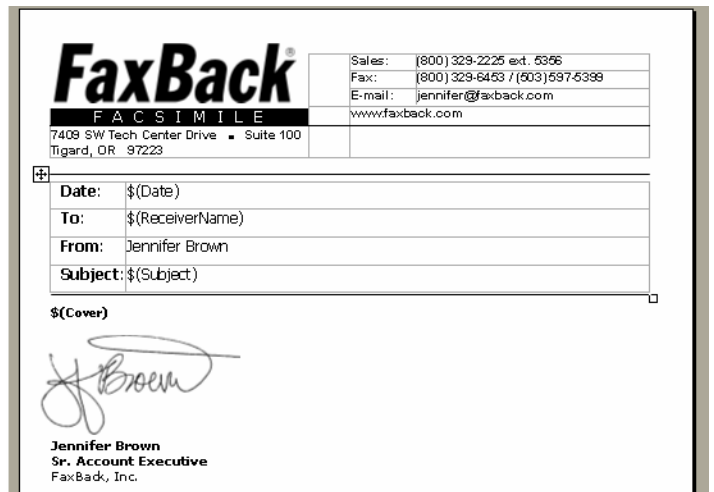 FaxBack®
FACSIMILE
7409 SW Tech Center Drive ▪ Suite 100
Tigard, OR 97223
Sales: (800) 329-2225 ext. 5356
Fax: (800) 329-6453 / (503) 597-5399
E-mail: jennifer@faxback.com
www.faxback.com
Date: $(Date)
To: $(ReceiverName)
From: Jennifer Brown
Subject: $(Subject)
$(Cover)
J Brown
Jennifer Brown
Sr. Account Executive
FaxBack, Inc.